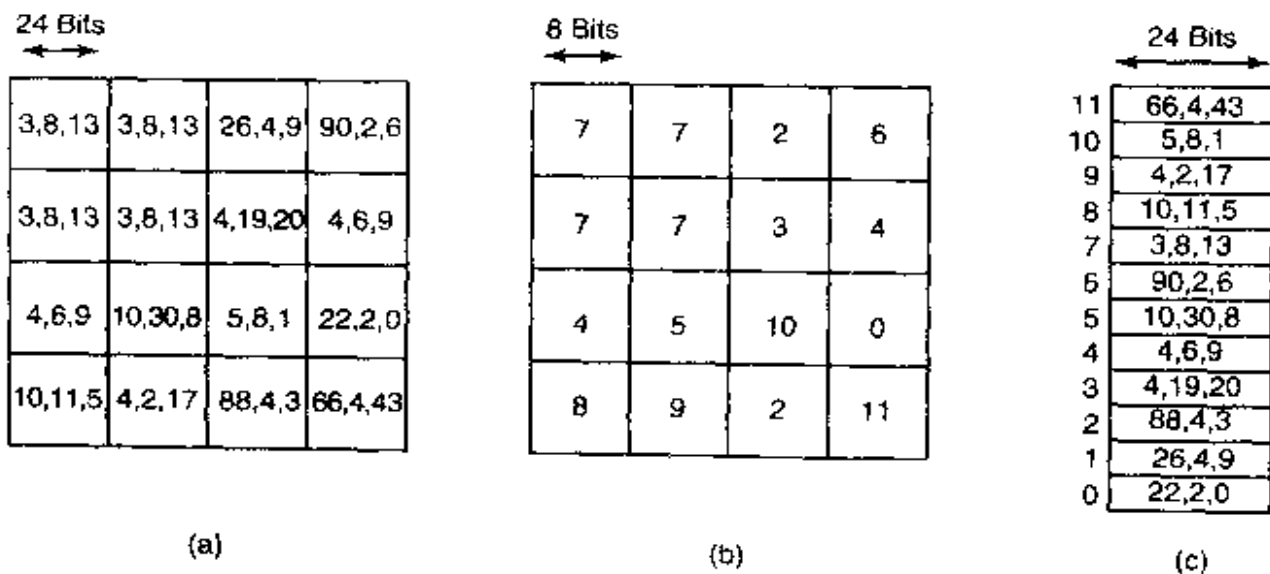 24 Bits
3,8,13 3,8,13 26,4,9 90,2,6
3,8,13 3,8,13 4,19,20 4,6,9
4,6,9 10,30,8 5,8,1 22,2,0
10,11,5 4,2,17 88,4,3 66,4,43
(a)
8 Bits
7 7 2 6
7 7 3 4
4 5 10 0
8 9 2 11
(b)
24 Bits
11 66,4,43
10 5,8,1
9 4,2,17
8 10,11,5
7 3,8,13
6 90,2,6
5 10,30,8
4 4,6,9
3 4,19,20
2 88,4,3
1 26,4,9
0 22,2,0
(c)